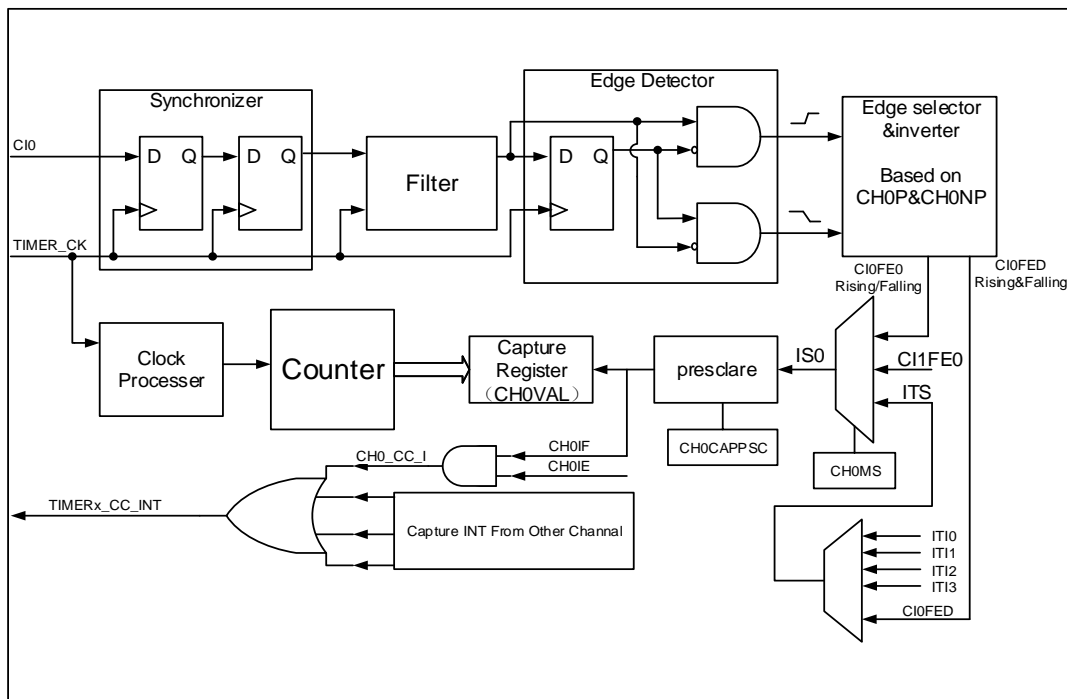 Synchronizer
Edge Detector
CI0
D
Q
D
Q
Filter
D
Q
Edge selector
&inverter
Based on
CH0P&CH0NP
TIMER_CK
CI0FE0
Rising/Falling
CI0FED
Rising&Falling
Clock
Processer
Counter
Capture
Register
(CH0VAL)
presclare
IS0
CI1FE0
ITS
CH0CAPPSC
CH0MS
CH0IF
CH0IE
CH0_CC_I
TIMERx_CC_INT
Capture INT From Other Channel
ITI0
ITI1
ITI2
ITI3
CI0FED